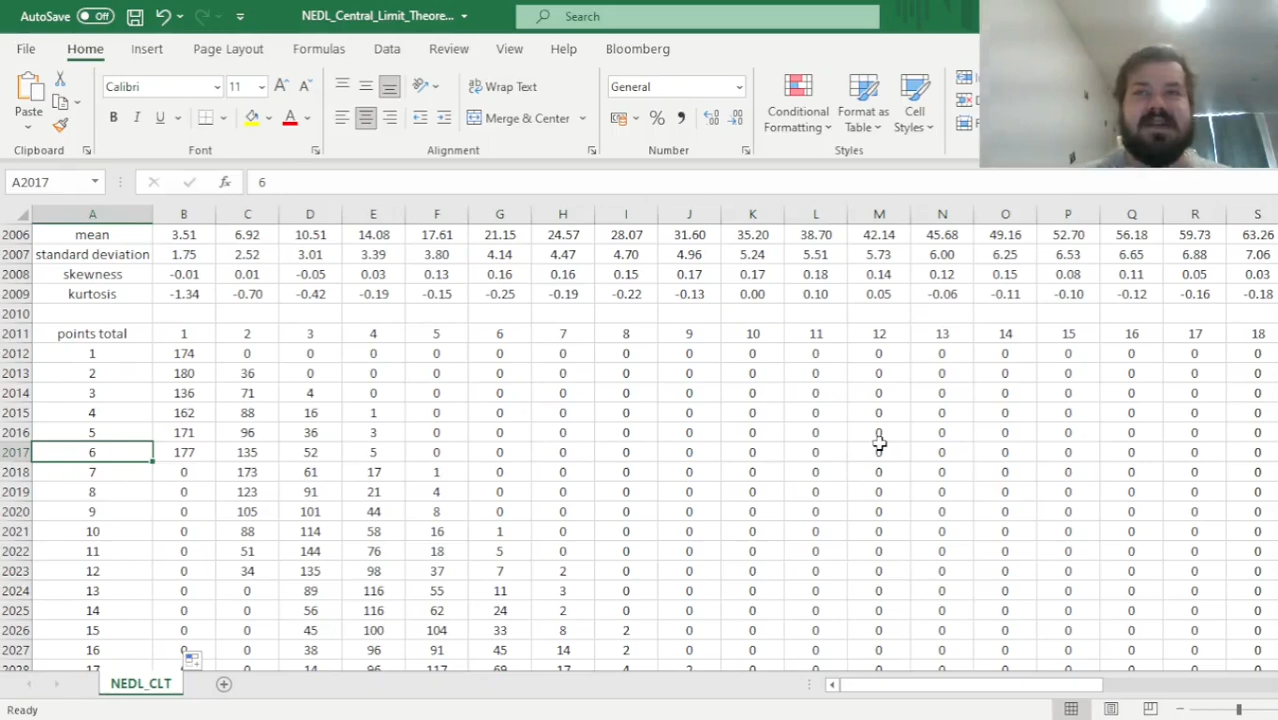 AutoSave Off NEDL_Central_Limit_Theore... Search
File Home Insert Page Layout Formulas Data Review View Help Bloomberg
Paste Calibri 11 B I U Wrap Text Merge & Center General Conditional Formatting Format as Table Cell Styles
Clipboard Font Alignment Number Styles
A2017 fx 6
A B C D E F G H I J K L M N O P Q R S
2006 mean 3.51 6.92 10.51 14.08 17.61 21.15 24.57 28.07 31.60 35.20 38.70 42.14 45.68 49.16 52.70 56.18 59.73 63.26
2007 standard deviation 1.75 2.52 3.01 3.39 3.80 4.14 4.47 4.70 4.96 5.24 5.51 5.73 6.00 6.25 6.53 6.65 6.88 7.06
2008 skewness -0.01 0.01 -0.05 0.03 0.13 0.16 0.16 0.15 0.17 0.17 0.18 0.14 0.12 0.15 0.08 0.11 0.05 0.03
2009 kurtosis -1.34 -0.70 -0.42 -0.19 -0.15 -0.25 -0.19 -0.22 -0.13 0.00 0.10 0.05 -0.06 -0.11 -0.10 -0.12 -0.16 -0.18
2010
2011 points total 1 2 3 4 5 6 7 8 9 10 11 12 13 14 15 16 17 18
2012 1 174 0 0 0 0 0 0 0 0 0 0 0 0 0 0 0 0 0
2013 2 180 36 0 0 0 0 0 0 0 0 0 0 0 0 0 0 0 0
2014 3 136 71 4 0 0 0 0 0 0 0 0 0 0 0 0 0 0 0
2015 4 162 88 16 1 0 0 0 0 0 0 0 0 0 0 0 0 0 0
2016 5 171 96 36 3 0 0 0 0 0 0 0 0 0 0 0 0 0 0
2017 6 177 135 52 5 0 0 0 0 0 0 0 0 0 0 0 0 0 0
2018 7 0 173 61 17 1 0 0 0 0 0 0 0 0 0 0 0 0 0
2019 8 0 123 91 21 4 0 0 0 0 0 0 0 0 0 0 0 0 0
2020 9 0 105 101 44 8 0 0 0 0 0 0 0 0 0 0 0 0 0
2021 10 0 88 114 58 16 1 0 0 0 0 0 0 0 0 0 0 0 0
2022 11 0 51 144 76 18 5 0 0 0 0 0 0 0 0 0 0 0 0
2023 12 0 34 135 98 37 7 2 0 0 0 0 0 0 0 0 0 0 0
2024 13 0 0 89 116 55 11 3 0 0 0 0 0 0 0 0 0 0 0
2025 14 0 0 56 116 62 24 2 0 0 0 0 0 0 0 0 0 0 0
2026 15 0 0 45 100 104 33 8 2 0 0 0 0 0 0 0 0 0 0
2027 16 0 0 38 96 91 45 14 2 0 0 0 0 0 0 0 0 0 0
2028 17 0 0 14 96 117 69 17 4 2 0 0 0 0 0 0 0 0 0
NEDL_CLT
Ready